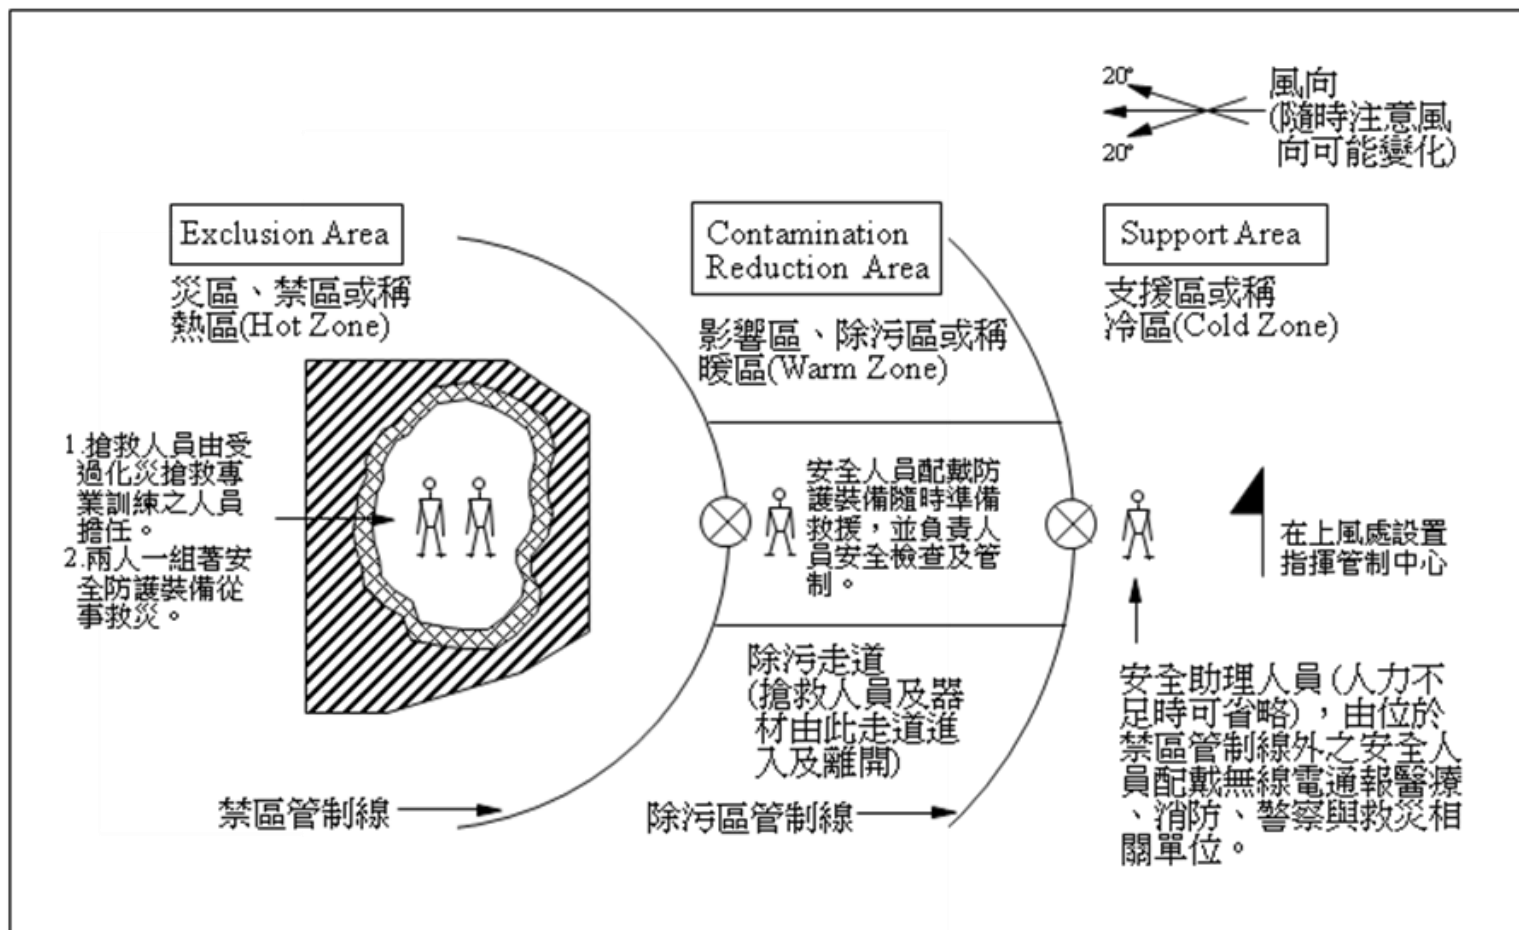 20°
20°
風向
(隨時注意風
向可能變化)
Exclusion Area
災區、禁區或稱
熱區(Hot Zone)
Contamination
Reduction Area
影響區、除污區或稱
暖區(Warm Zone)
Support Area
支援區或稱
冷區(Cold Zone)
1.搶救人員由受
過化災搶救專
業訓練之人員
擔任。
2.兩人一組著安
全防護裝備從
事救災。
安全人員配戴防
護裝備隨時準備
救援，並負責人
員安全檢查及管
制。
在上風處設置
指揮管制中心
除污走道
(搶救人員及器
材由此走道進
入及離開)
安全助理人員(人力不
足時可省略)，由位於
禁區管制線外之安全人
員配戴無線電通報醫療
、消防、警察與救災相
關單位。
禁區管制線
除污區管制線